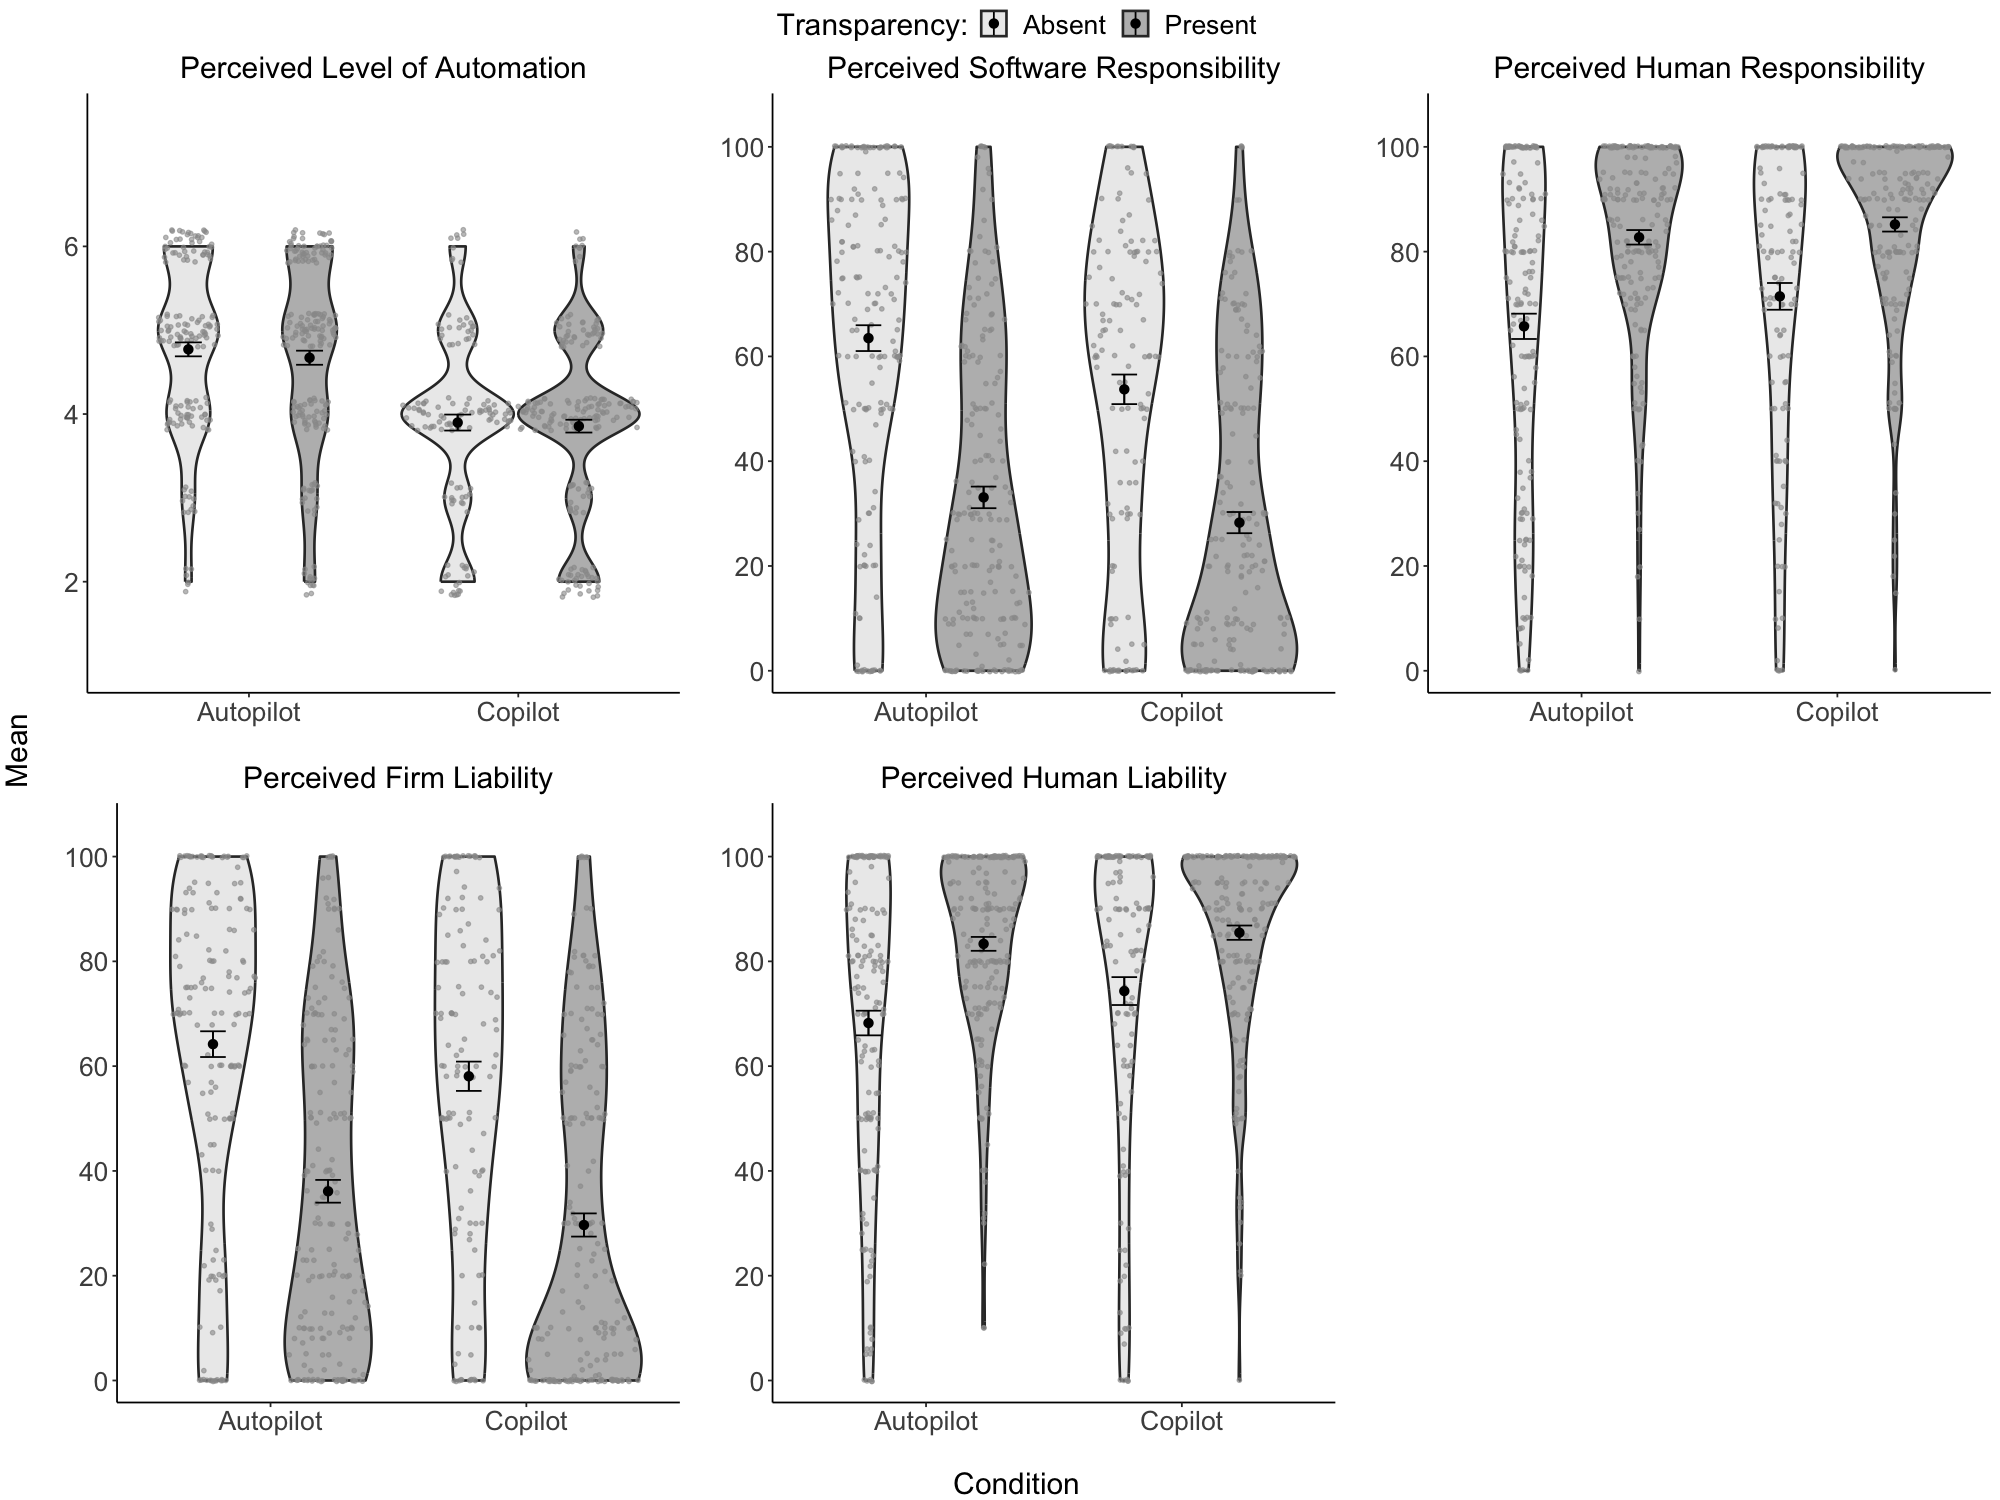 Transparency: Absent Present
Perceived Level of Automation
6
4
2
Autopilot Copilot
Perceived Software Responsibility
100
80
60
40
20
0
Autopilot Copilot
Perceived Human Responsibility
100
80
60
40
20
0
Autopilot Copilot
Mean
Perceived Firm Liability
100
80
60
40
20
0
Autopilot Copilot
Perceived Human Liability
100
80
60
40
20
0
Autopilot Copilot
Condition